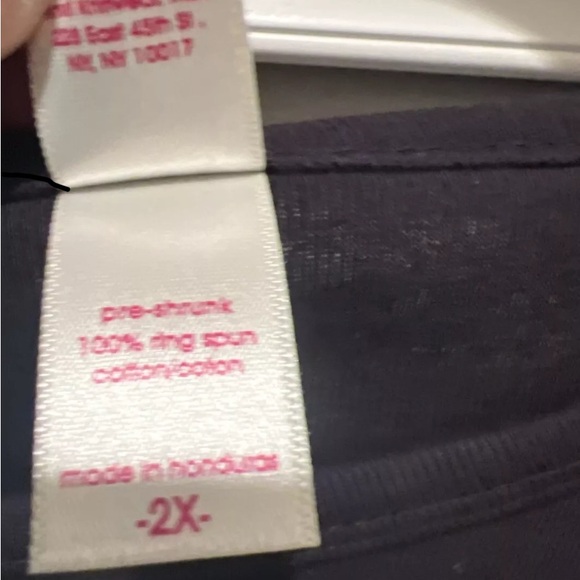 East 45th St.
NY, NY 10017
pre-shrunk
100% ring spun
cotton/coton
made in honduras
-2X-